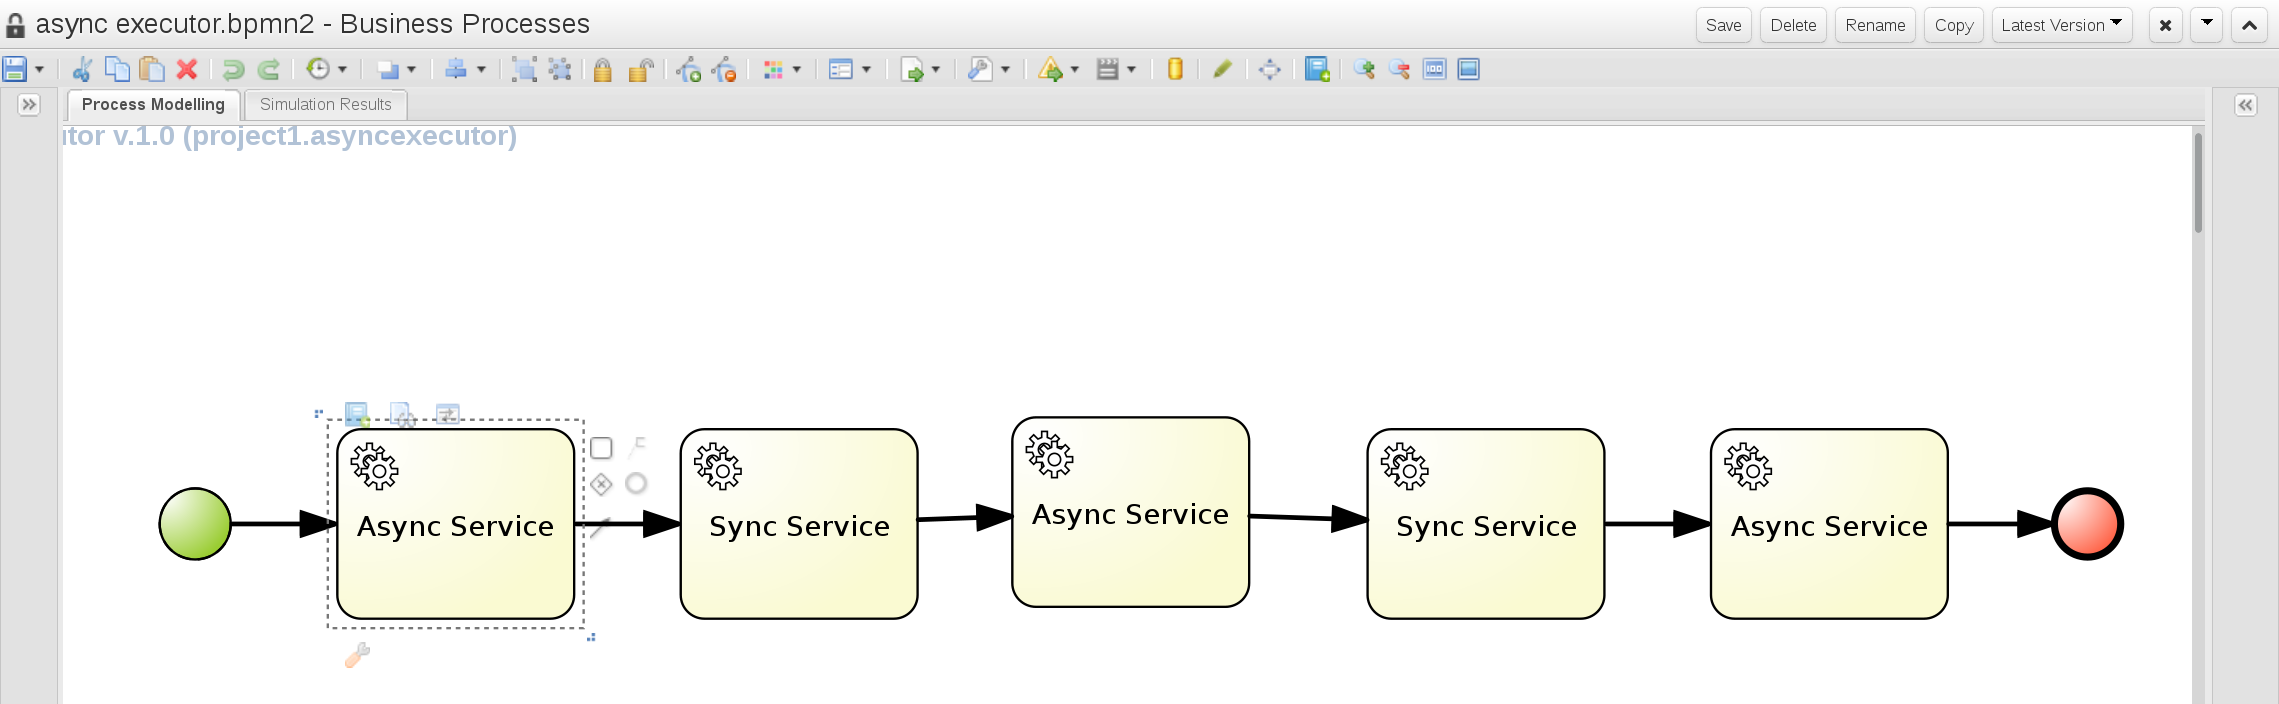 async executor.bpmn2 - Business Processes
Save Delete Rename Copy Latest Version
Process Modelling Simulation Results
utor v.1.0 (project1.asyncexecutor)
Async Service Sync Service Async Service Sync Service Async Service